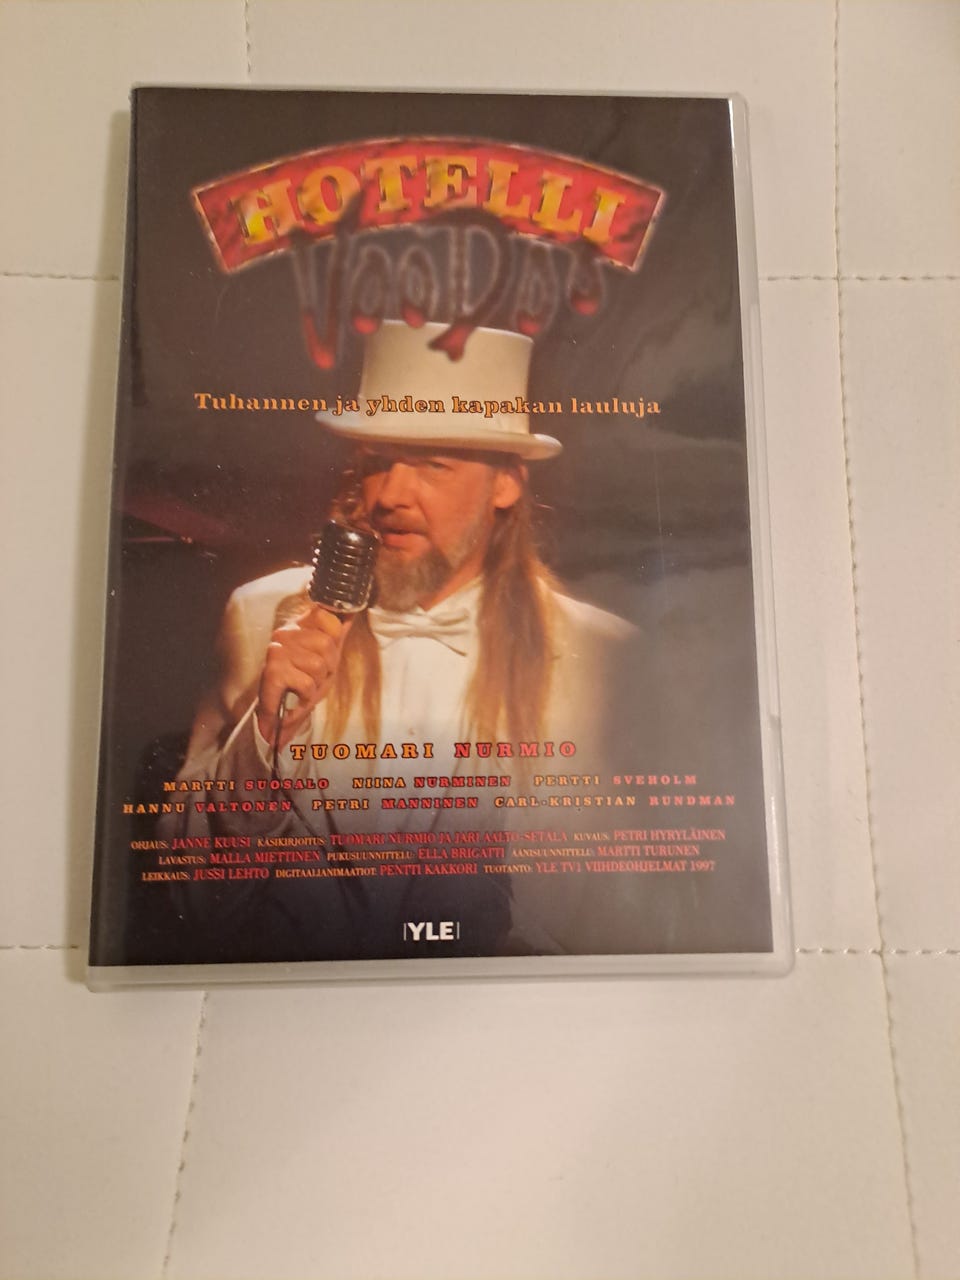 HOTELLI
VooDoo
Tuhannen ja yhden kapakan lauluja
TUOMARI NURMIO
MARTTI SUOSALO NIINA NURMINEN PERTTI SVEHOLM
HANNU VALTONEN PETRI MANNINEN CARL-KRISTIAN RUNDMAN
OHJAUS: JANNE KUUSI KÄSIKIRJOITUS: TUOMARI NURMIO JA JARI AALTO-SETÄLÄ KUVAUS: PETRI HYRYLÄINEN
LAVASTUS: MALLA MIETTINEN PUKUSUUNNITTELU: ELLA BRIGATTI ÄÄNISUUNNITTELU: MARTTI TURUNEN
LEIKKAUS: JUSSI LEHTO DIGITAALIANIMAATIOT: PENTTI KAKKORI TUOTANTO: YLE TV1 VIIHDEOHJELMAT 1997
YLE